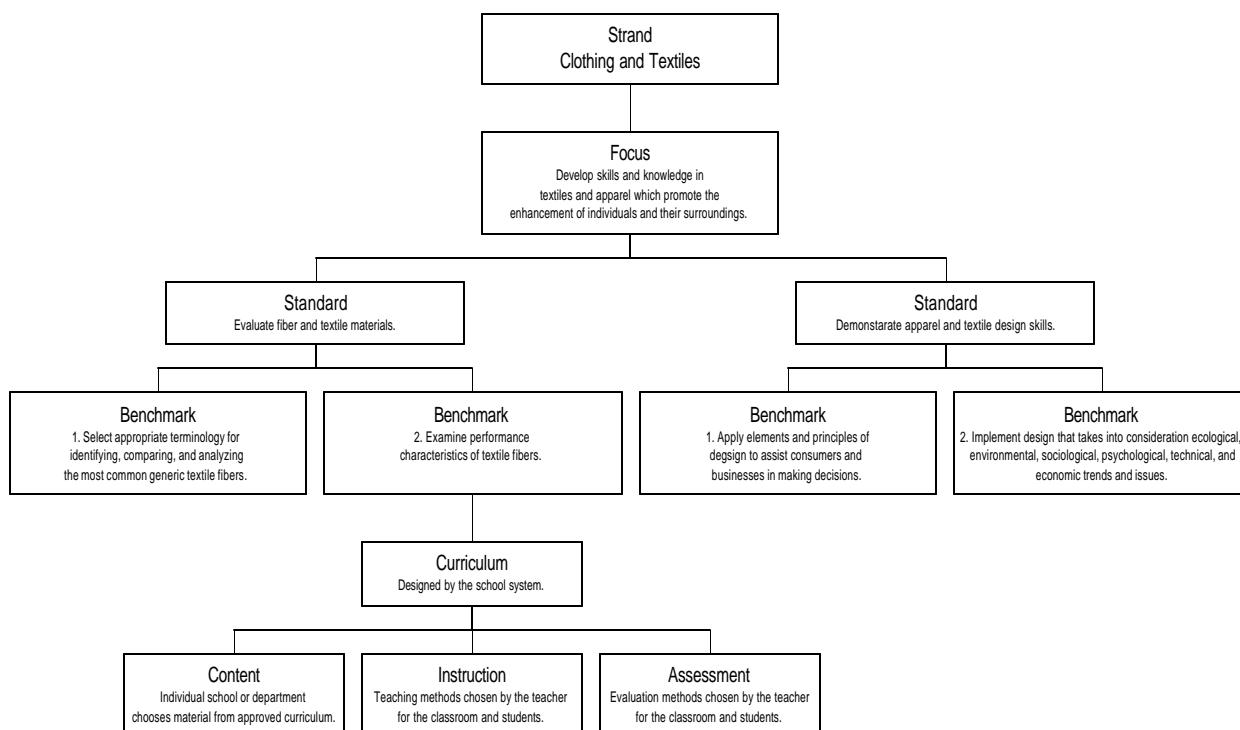 Strand
Clothing and Textiles
Focus
Develop skills and knowledge in
textiles and apparel which promote the
enhancement of individuals and their surroundings.
Standard
Evaluate fiber and textile materials.
Standard
Demonstarate apparel and textile design skills.
Benchmark
1. Select appropriate terminology for
identifying, comparing, and analyzing
the most common generic textile fibers.
Benchmark
2. Examine performance
characteristics of textile fibers.
Benchmark
1. Apply elements and principles of
degsign to assist consumers and
businesses in making decisions.
Benchmark
2. Implement design that takes into consideration ecological,
environmental, sociological, psychological, technical, and
economic trends and issues.
Curriculum
Designed by the school system.
Content
Individual school or department
chooses material from approved curriculum.
Instruction
Teaching methods chosen by the teacher
for the classroom and students.
Assessment
Evaluation methods chosen by the teacher
for the classroom and students.